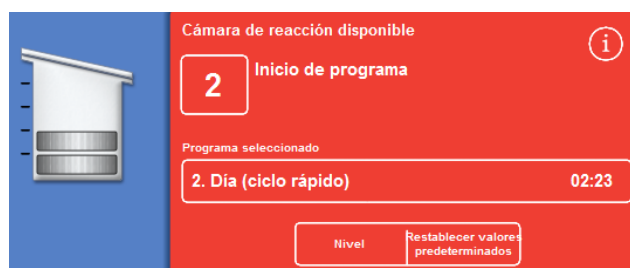 Cámara de reacción disponible
i
2
Inicio de programa
Programa seleccionado
2. Día (ciclo rápido) 02:23
Nivel
Restablecer valores
predeterminados